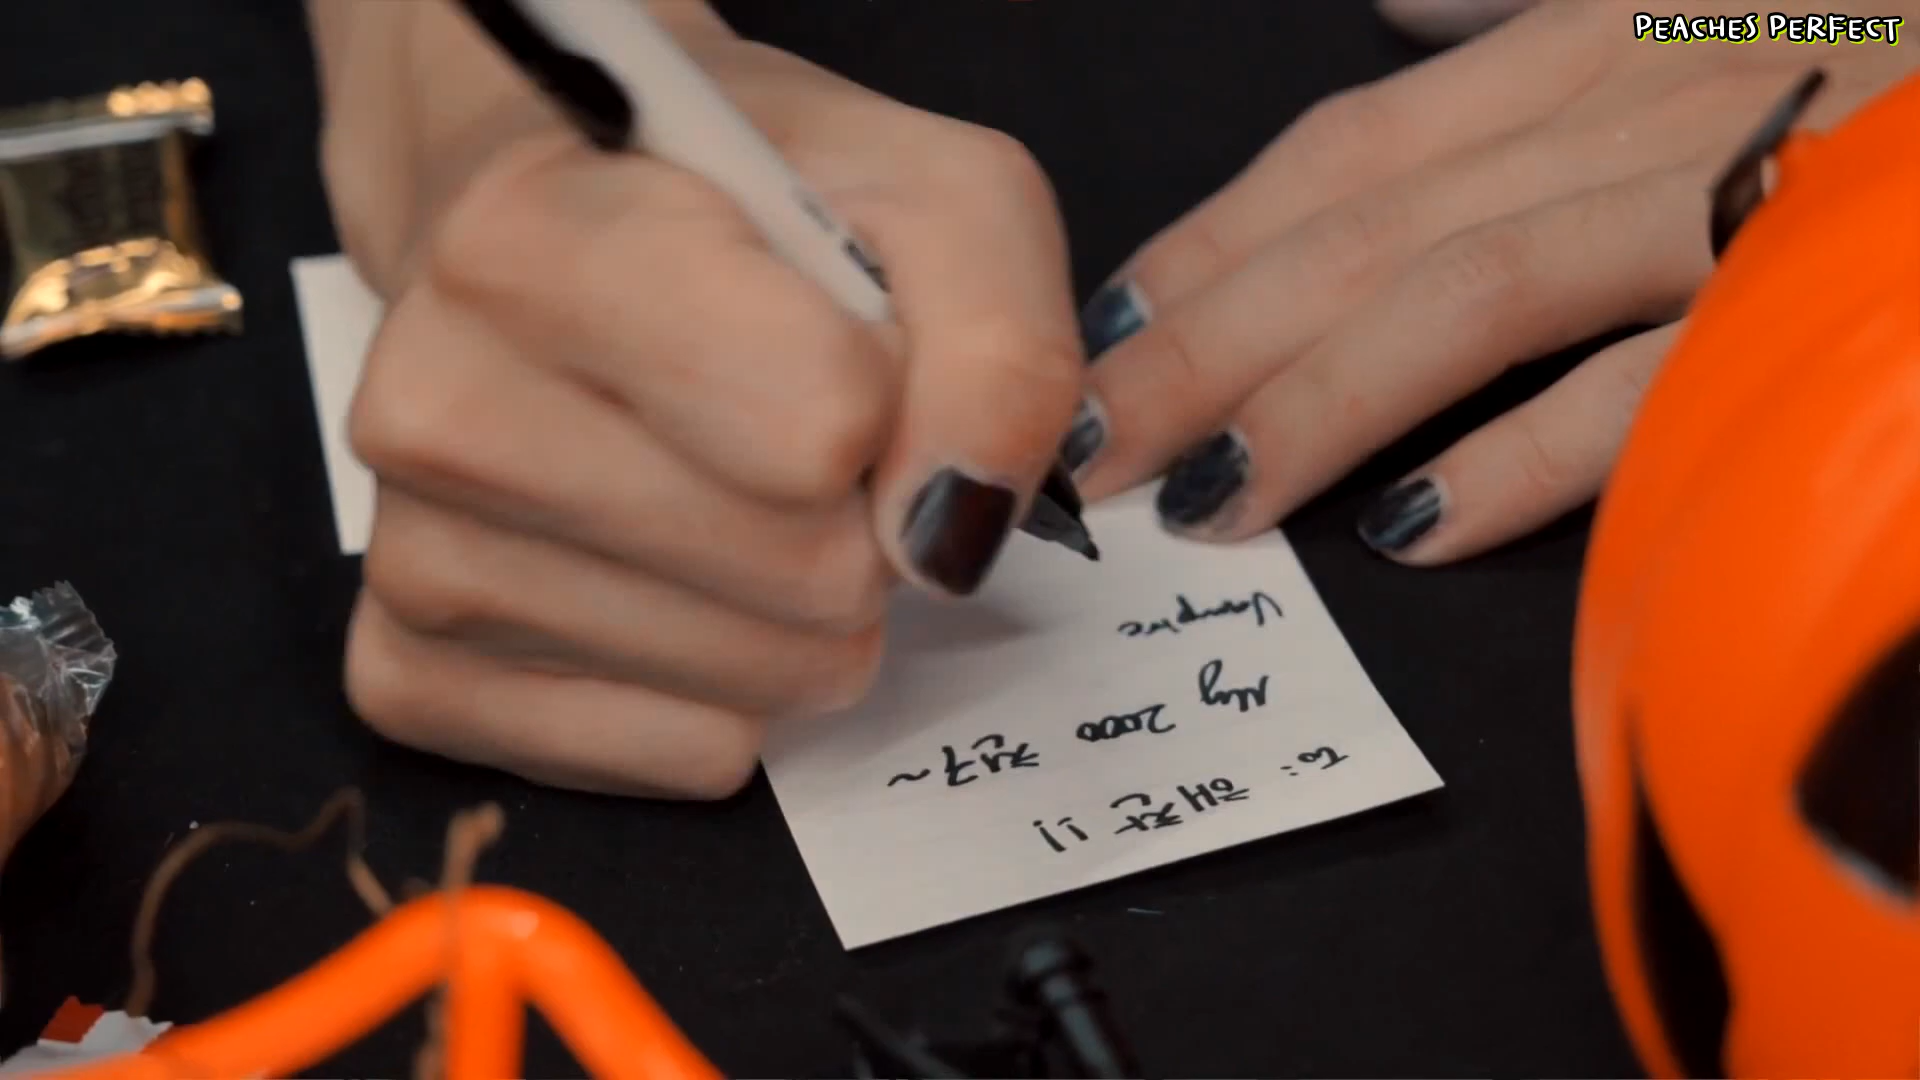 PEACHES PERFECT
To: 해찬!!
My 2000 친구~
Vampire